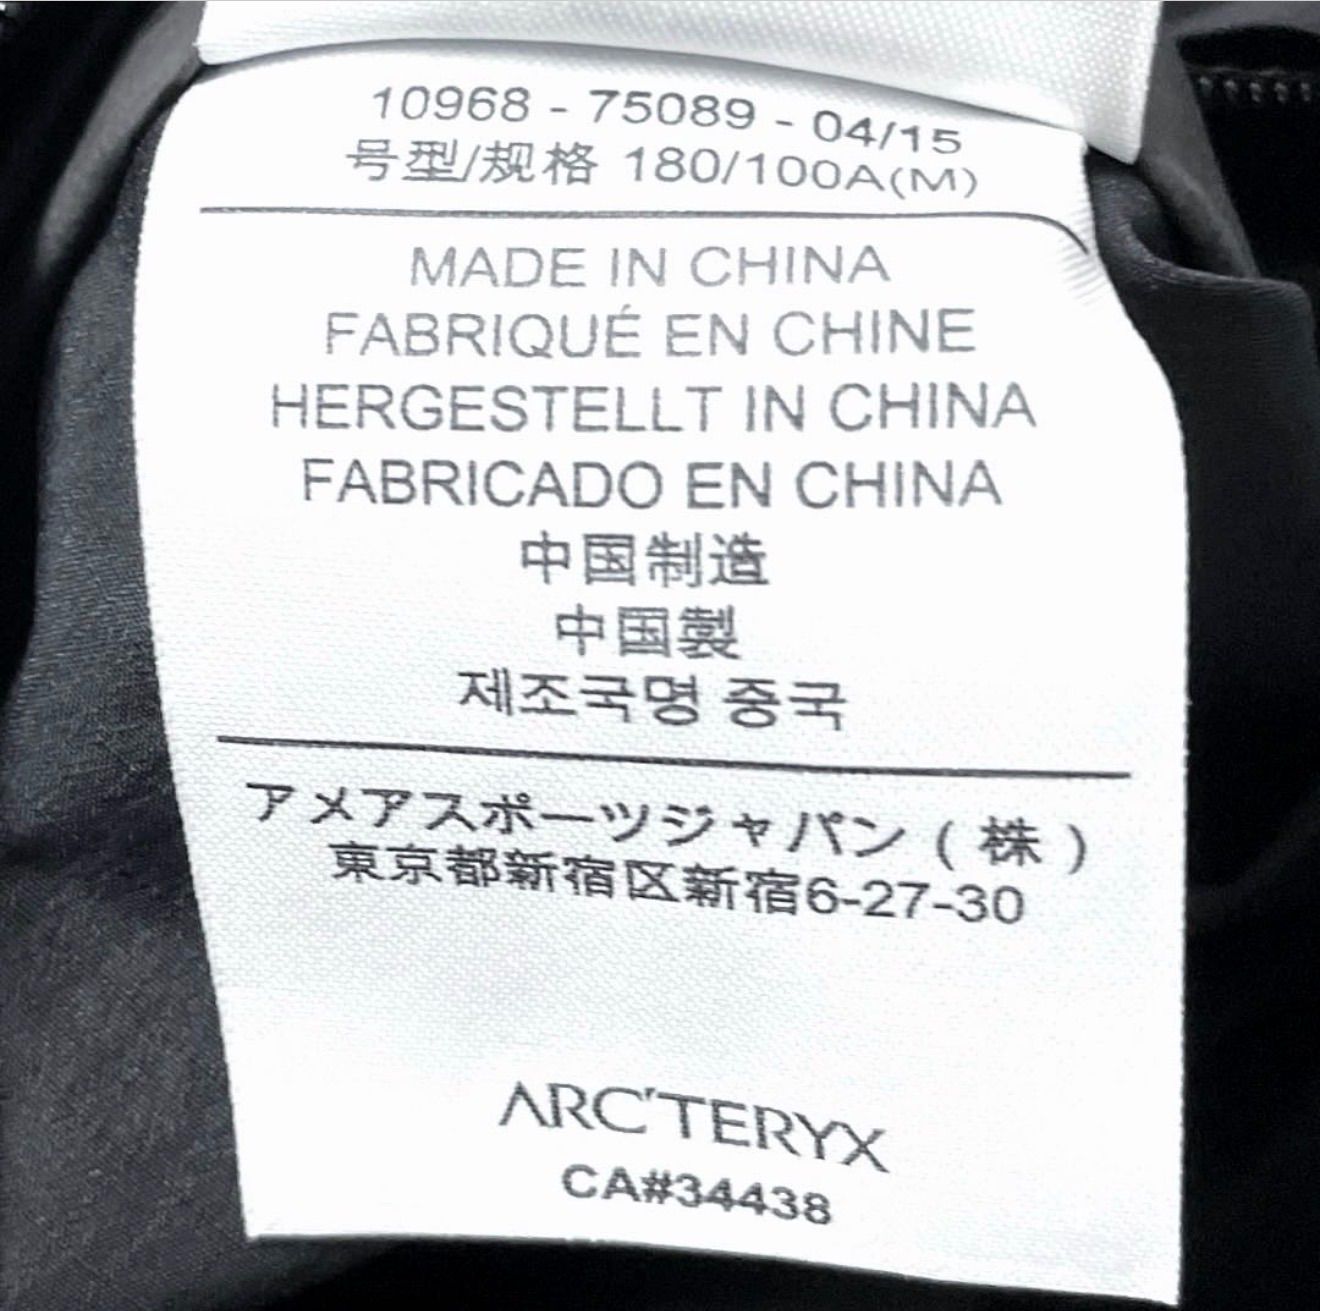 10968 - 75089 - 04/15
号型/规格 180/100A(M)
MADE IN CHINA
FABRIQUÉ EN CHINE
HERGESTELLT IN CHINA
FABRICADO EN CHINA
中国制造
中国製
제조국명 중국
アメアスポーツジャパン(株)
東京都新宿区新宿6-27-30
ARC'TERYX
CA#34438